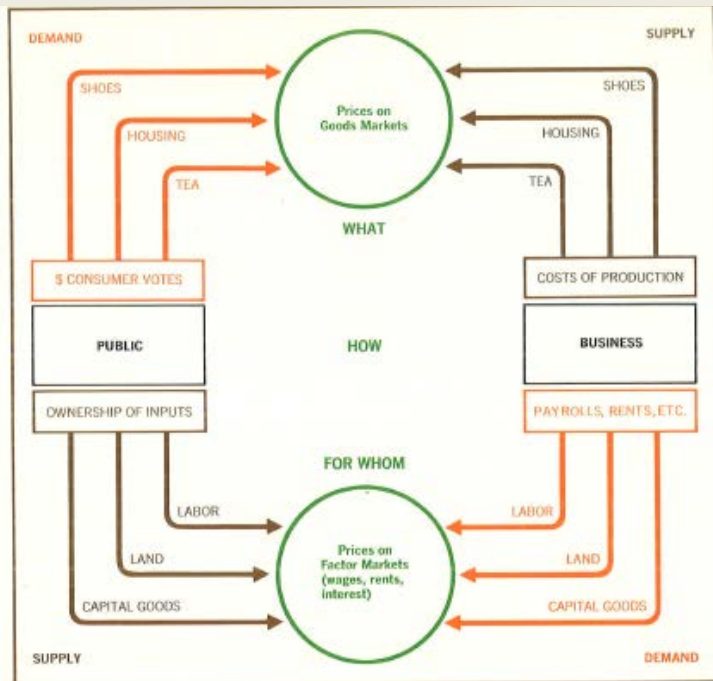 DEMAND
SUPPLY
SHOES
SHOES
Prices on
Goods Markets
HOUSING
HOUSING
TEA
TEA
WHAT
$ CONSUMER VOTES
COSTS OF PRODUCTION
PUBLIC
HOW
BUSINESS
OWNERSHIP OF INPUTS
PAYROLLS, RENTS, ETC.
FOR WHOM
LABOR
LABOR
Prices on
Factor Markets
(wages, rents,
interest)
LAND
LAND
CAPITAL GOODS
CAPITAL GOODS
SUPPLY
DEMAND